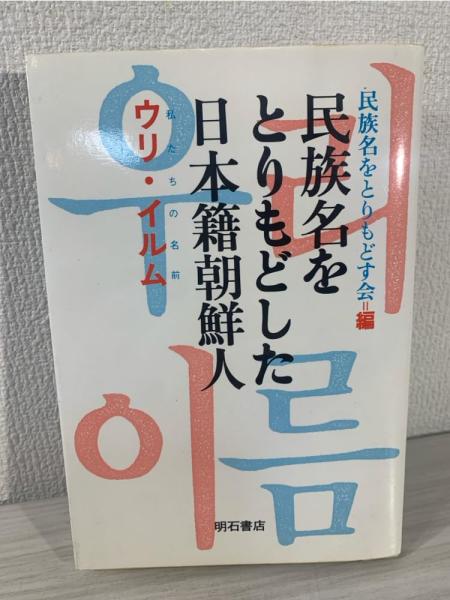 民族名をとりもどす会=編
民族名を
とりもどした
日本籍朝鮮人
ウリ・イルム
私たちの名前
우리
이름
明石書店